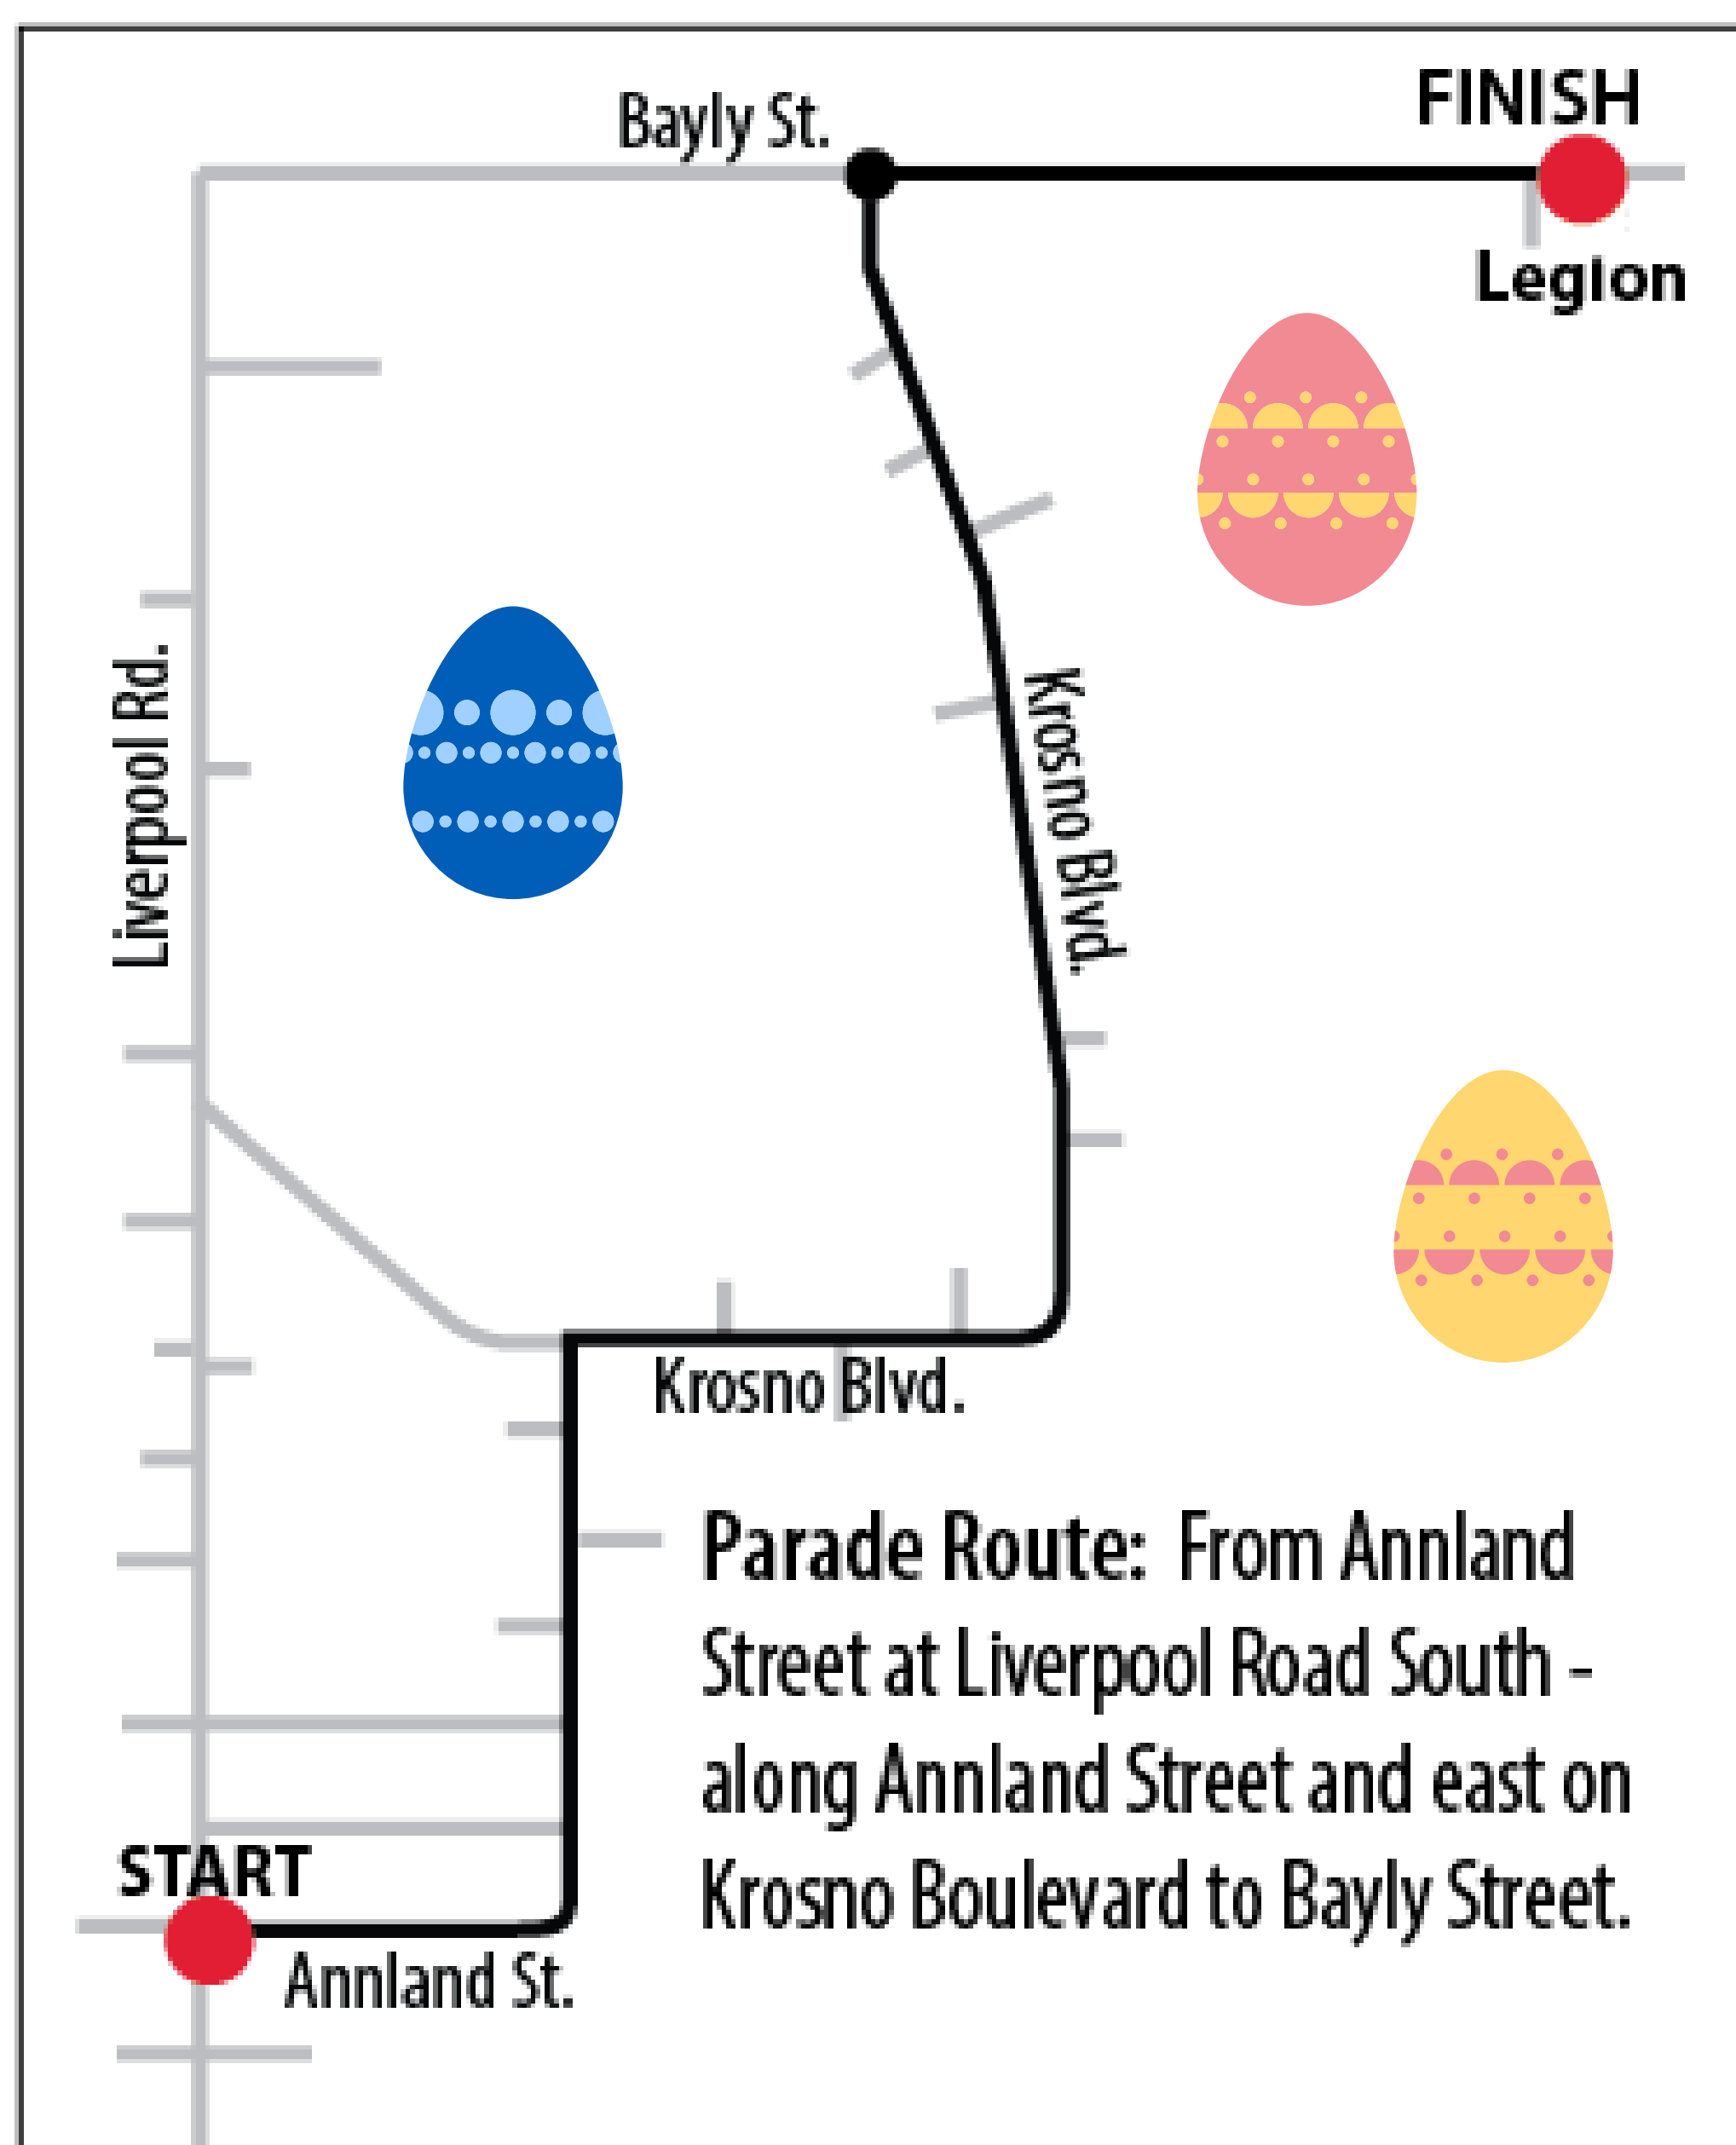 FINISH
Bayly St.
Legion
Liverpool Rd.
Krosno Blvd.
Krosno Blvd.
Parade Route: From Annland
Street at Liverpool Road South -
along Annland Street and east on
Krosno Boulevard to Bayly Street.
START
Annland St.